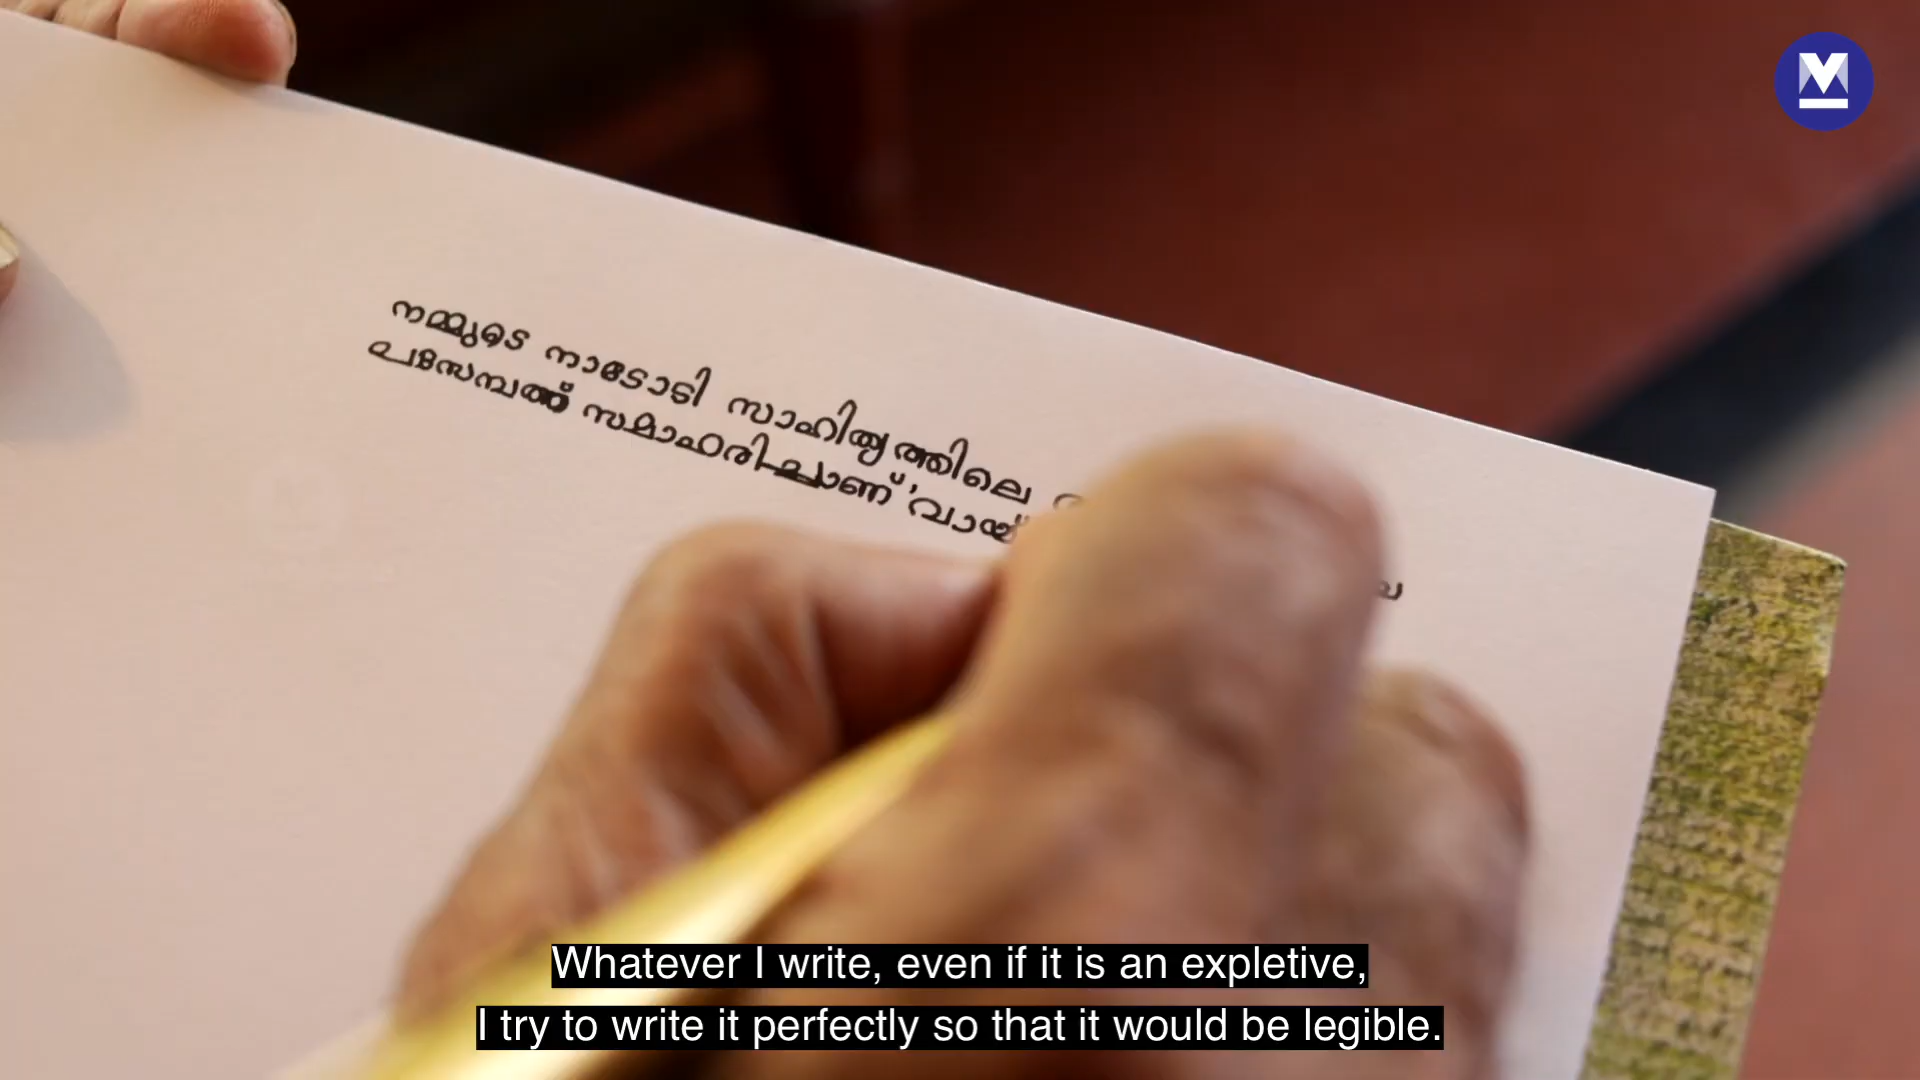 നമ്മുടെ നാടോടി സാഹിത്യത്തിലെ
പദസമ്പത്ത് സമാഹരിച്ചാണ് 'വായ്
Whatever I write, even if it is an expletive,
I try to write it perfectly so that it would be legible.